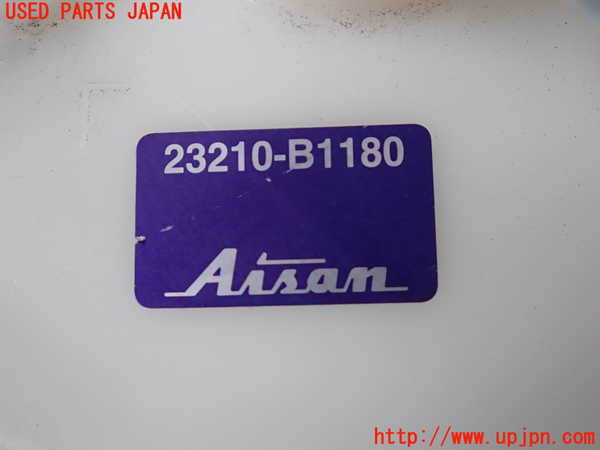 USED PARTS JAPAN
23210-B1180
Aisan
http://www.upjpn.com/